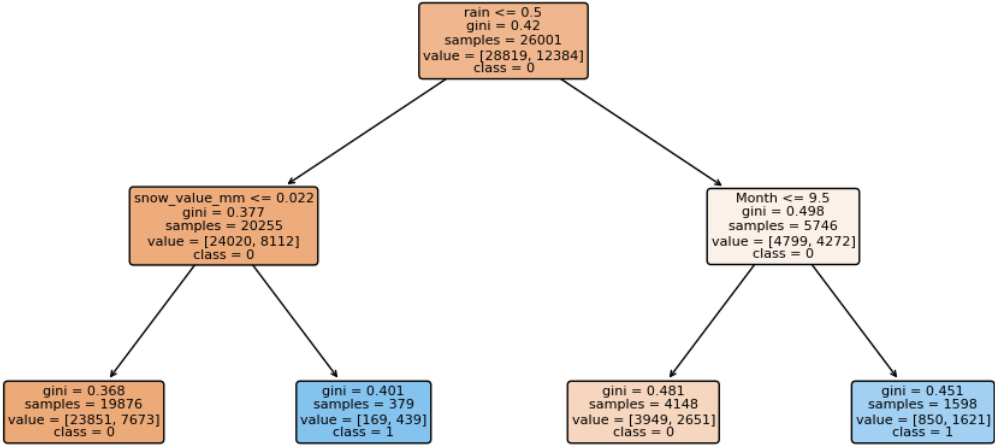 rain <= 0.5
gini = 0.42
samples = 26001
value = [28819, 12384]
class = 0
snow_value_mm <= 0.022
gini = 0.377
samples = 20255
value = [24020, 8112]
class = 0
Month <= 9.5
gini = 0.498
samples = 5746
value = [4799, 4272]
class = 0
gini = 0.368
samples = 19876
value = [23851, 7673]
class = 0
gini = 0.401
samples = 379
value = [169, 439]
class = 1
gini = 0.481
samples = 4148
value = [3949, 2651]
class = 0
gini = 0.451
samples = 1598
value = [850, 1621]
class = 1